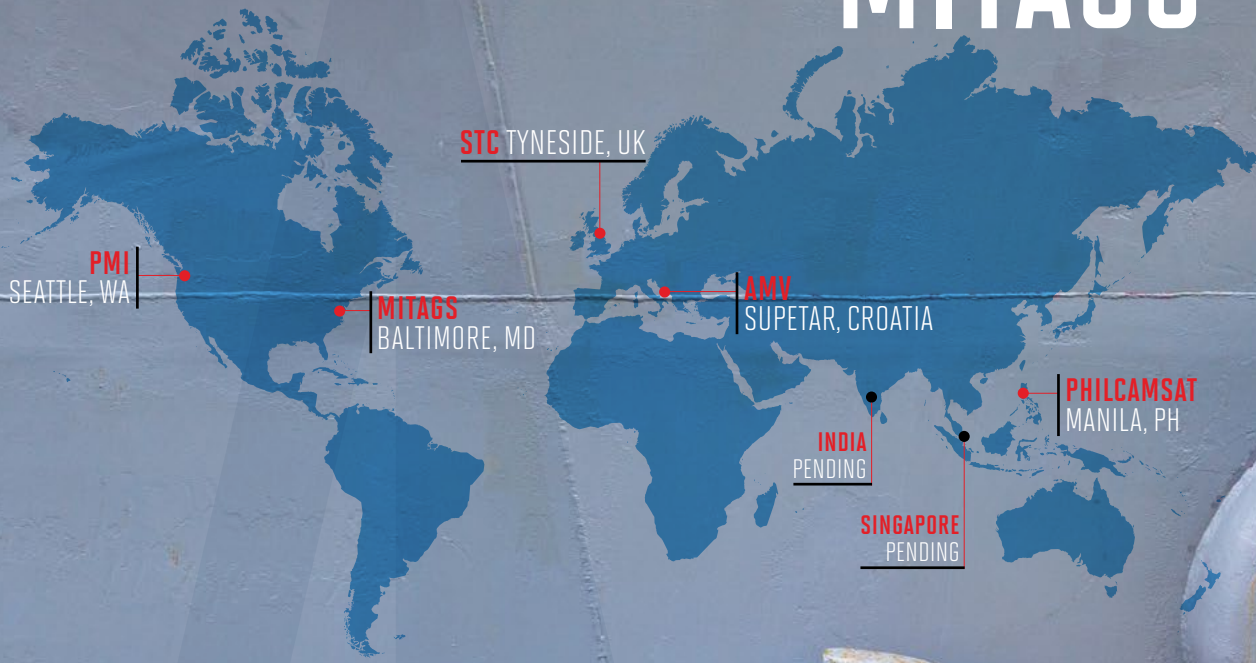 STC TYNESIDE, UK
PMI
SEATTLE, WA
MITAGS
BALTIMORE, MD
AMV
SUPETAR, CROATIA
PHILCAMSAT
MANILA, PH
INDIA
PENDING
SINGAPORE
PENDING